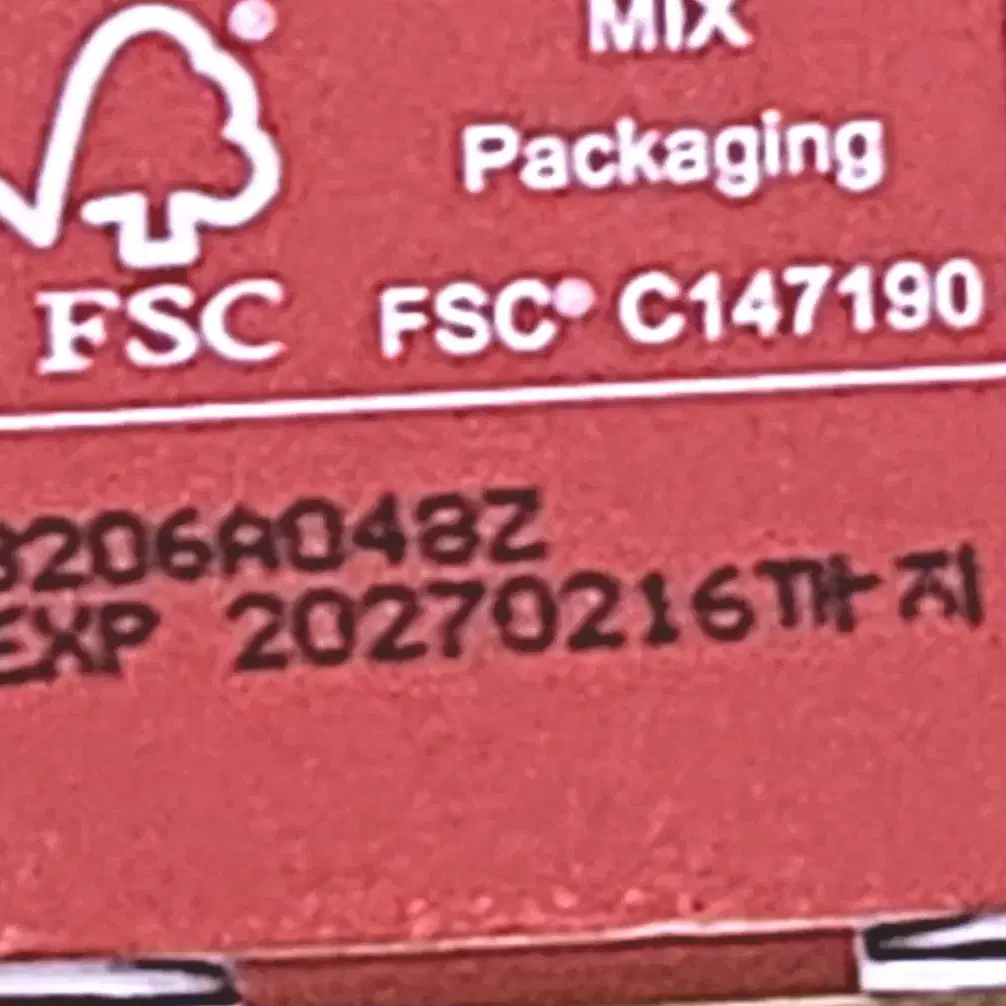 MIX
Packaging
FSC
FSC® C147190
3206A048Z
EXP 20270216까지